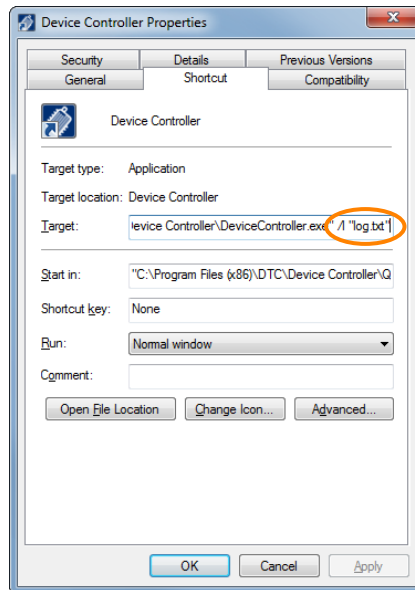 Device Controller Properties
Security Details Previous Versions
General Shortcut Compatibility
Device Controller
Target type: Application
Target location: Device Controller
Target: evice Controller\DeviceController.exe" /l "log.txt"
Start in: "C:\Program Files (x86)\DTC\Device Controller\Q
Shortcut key: None
Run: Normal window
Comment:
Open File Location Change Icon... Advanced...
OK Cancel Apply